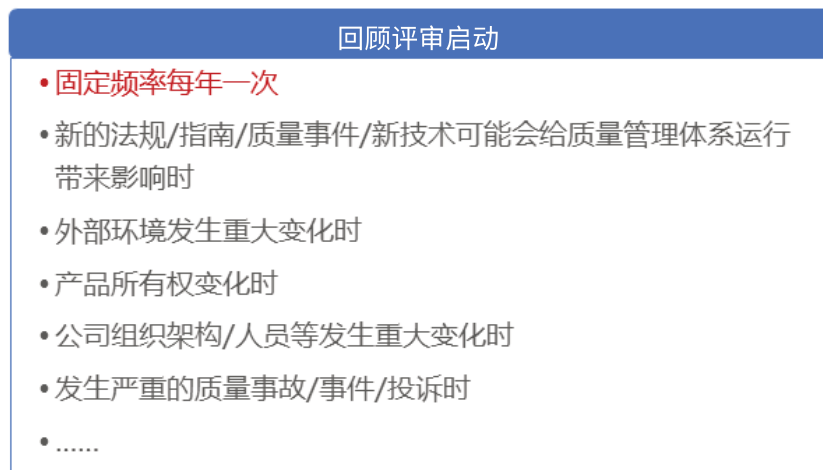 回顾评审启动
•固定频率每年一次
•新的法规/指南/质量事件/新技术可能会给质量管理体系运行
带来影响时
•外部环境发生重大变化时
•产品所有权变化时
•公司组织架构/人员等发生重大变化时
•发生严重的质量事故/事件/投诉时
•......